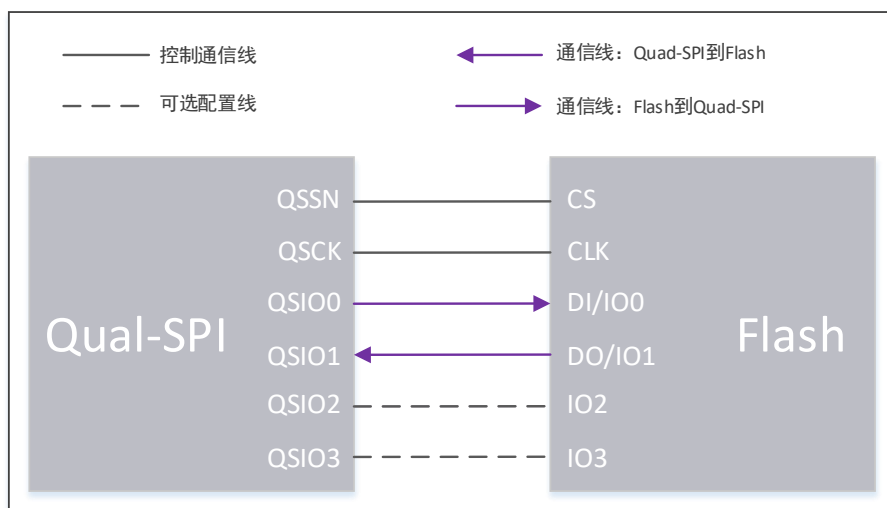 控制通信线
通信线：Quad-SPI到Flash
可选配置线
通信线：Flash到Quad-SPI
QSSN
CS
QSCK
CLK
QSIO0
DI/IO0
Qual-SPI
Flash
QSIO1
DO/IO1
QSIO2
IO2
QSIO3
IO3